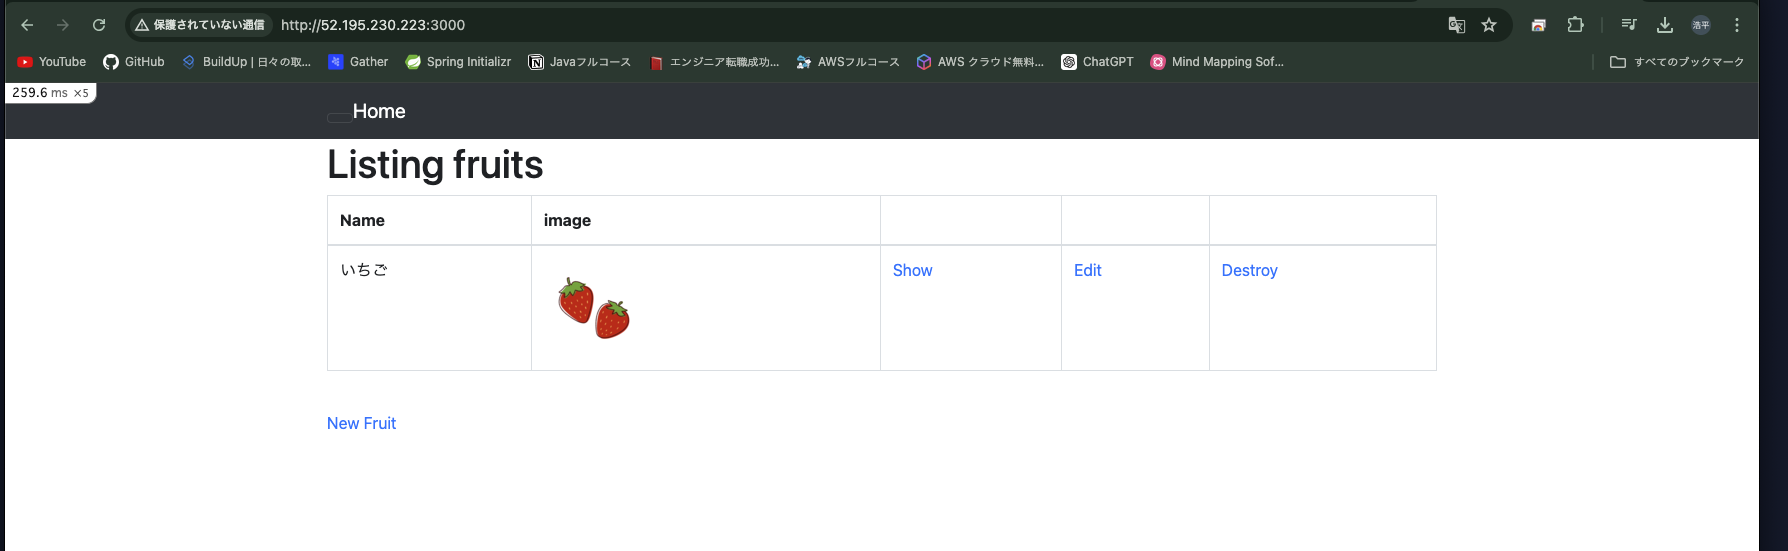 保護されていない通信 http://52.195.230.223:3000 浩平
YouTube GitHub BuildUp | 日々の取... Gather Spring Initializr Javaフルコース エンジニア転職成功... AWSフルコース AWS クラウド無料... ChatGPT Mind Mapping Sof... すべてのブックマーク
259.6 ms ×5
Home
Listing fruits
Name image
いちご Show Edit Destroy
New Fruit